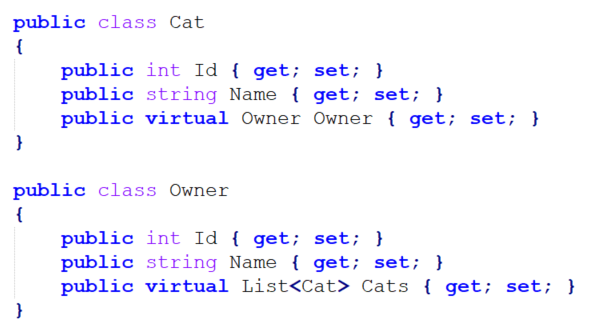 public class Cat
{
    public int Id { get; set; }
    public string Name { get; set; }
    public virtual Owner Owner { get; set; }
}

public class Owner
{
    public int Id { get; set; }
    public string Name { get; set; }
    public virtual List<Cat> Cats { get; set; }
}